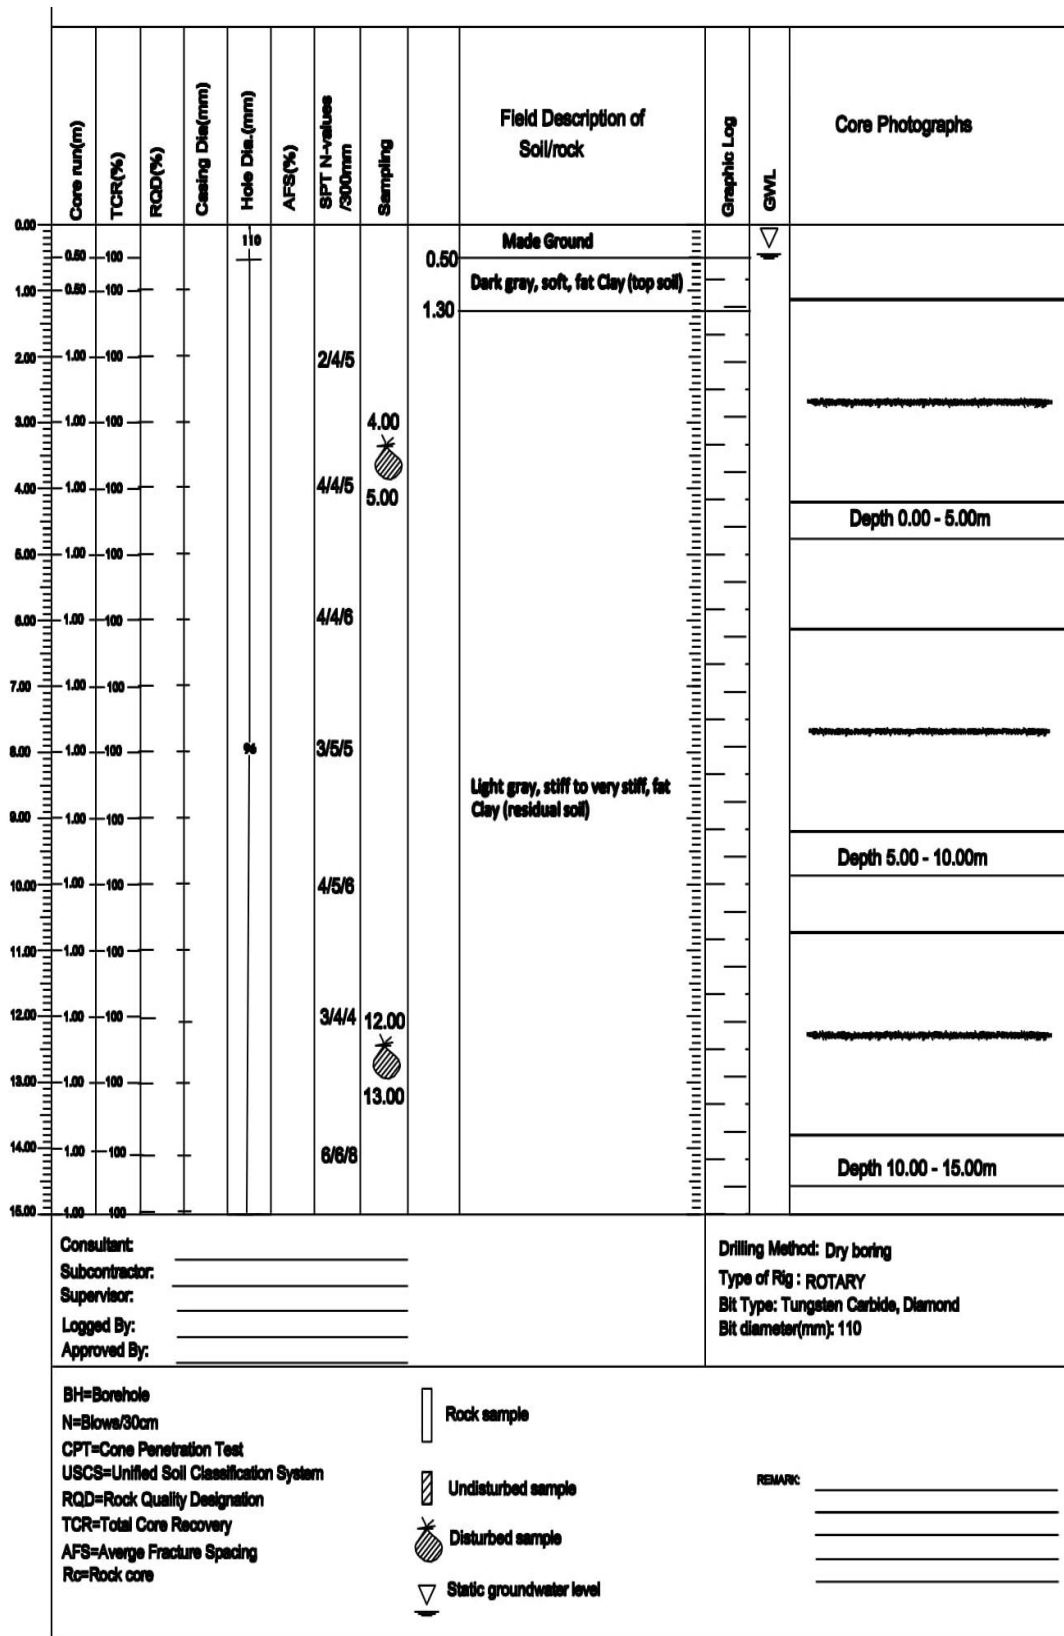 Core run(m)
TCR(%)
RQD(%)
Casing Dia(mm)
Hole Dia.(mm)
AFS(%)
SPT N-values
/300mm
Sampling
Field Description of
Soil/rock
Graphic Log
GWL
Core Photographs
0.00
110
Made Ground
0.50 100 0.50
Dark gray, soft, fat Clay (top soil)
1.00 0.50 100
1.30
2.00 1.00 100 2/4/5
3.00 1.00 100 4.00
4.00 1.00 100 4/4/5 5.00
Depth 0.00 - 5.00m
5.00 1.00 100
6.00 1.00 100 4/4/6
7.00 1.00 100
8.00 1.00 100 96 3/5/5
Light gray, stiff to very stiff, fat
Clay (residual soil)
9.00 1.00 100
Depth 5.00 - 10.00m
10.00 1.00 100 4/5/6
11.00 1.00 100
12.00 1.00 100 3/4/4 12.00
13.00 1.00 100 13.00
14.00 1.00 100 6/6/8
Depth 10.00 - 15.00m
15.00 1.00 100
Consultant:
Subcontractor:
Supervisor:
Logged By:
Approved By:
Drilling Method: Dry boring
Type of Rig : ROTARY
Bit Type: Tungsten Carbide, Diamond
Bit diameter(mm): 110
BH=Borehole
N=Blows/30cm
CPT=Cone Penetration Test
USCS=Unified Soil Classification System
RQD=Rock Quality Designation
TCR=Total Core Recovery
AFS=Averge Fracture Spacing
Rc=Rock core
Rock sample
Undisturbed sample
Disturbed sample
Static groundwater level
REMARK: